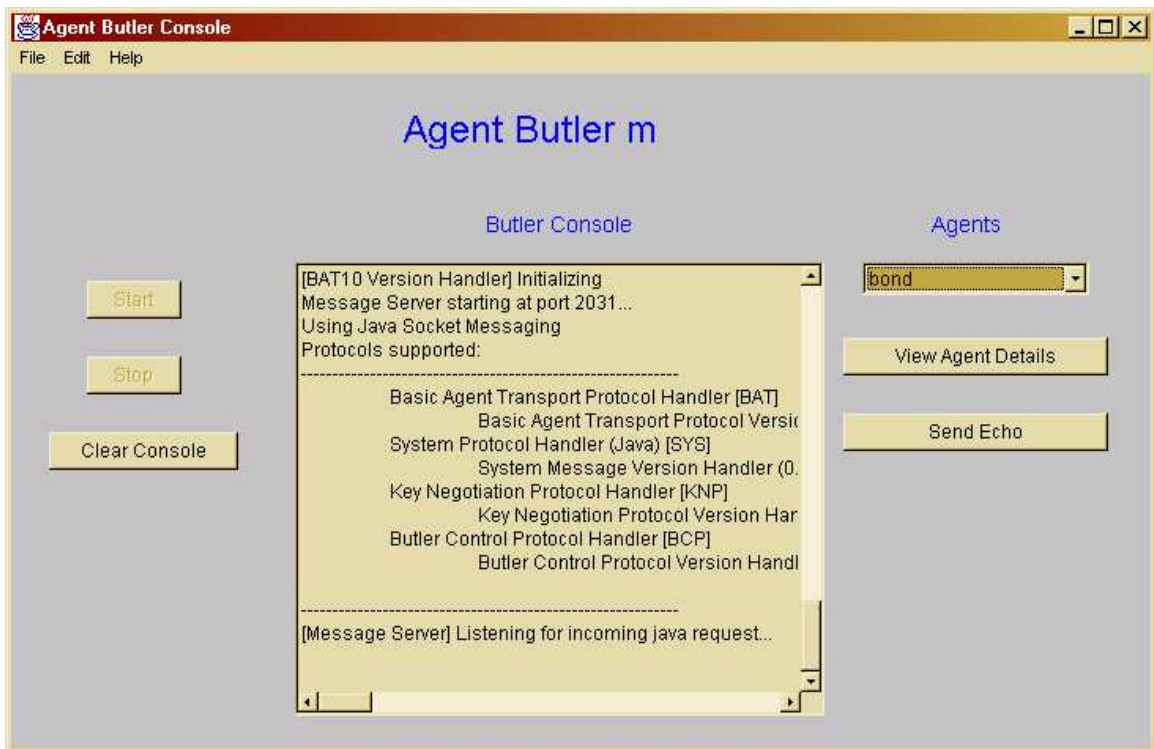 Agent Butler Console
File Edit Help
Agent Butler m
Butler Console
Agents
Start
Stop
Clear Console
[BAT10 Version Handler] Initializing
Message Server starting at port 2031...
Using Java Socket Messaging
Protocols supported:
------------------------------------------------------------
Basic Agent Transport Protocol Handler [BAT]
Basic Agent Transport Protocol Versic
System Protocol Handler (Java) [SYS]
System Message Version Handler (0.
Key Negotiation Protocol Handler [KNP]
Key Negotiation Protocol Version Har
Butler Control Protocol Handler [BCP]
Butler Control Protocol Version Handl
------------------------------------------------------------
[Message Server] Listening for incoming java request...
bond
View Agent Details
Send Echo